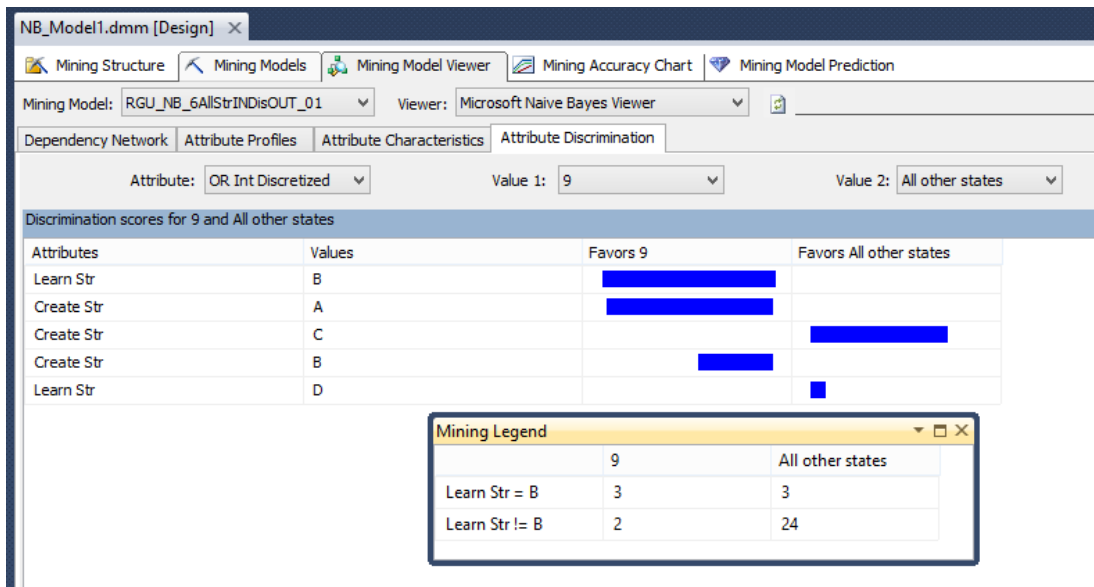 NB_Model1.dmm [Design]
Mining Structure Mining Models Mining Model Viewer Mining Accuracy Chart Mining Model Prediction
Mining Model: RGU_NB_6AllStrINDisOUT_01 Viewer: Microsoft Naive Bayes Viewer
Dependency Network Attribute Profiles Attribute Characteristics Attribute Discrimination
Attribute: OR Int Discretized Value 1: 9 Value 2: All other states
Discrimination scores for 9 and All other states
Attributes Values Favors 9 Favors All other states
Learn Str B
Create Str A
Create Str C
Create Str B
Learn Str D
Mining Legend
9 All other states
Learn Str = B 3 3
Learn Str != B 2 24